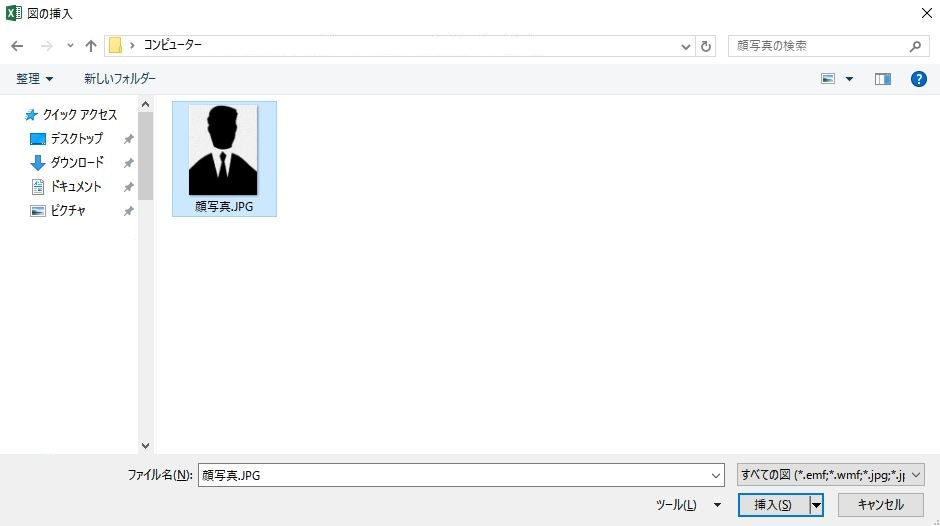 図の挿入
コンピューター
顔写真の検索
整理
新しいフォルダー
クイック アクセス
デスクトップ
ダウンロード
ドキュメント
ピクチャ
顔写真.JPG
ファイル名(N):
顔写真.JPG
すべての図 (*.emf;*.wmf;*.jpg;*.jp
ツール(L)
挿入(S)
キャンセル